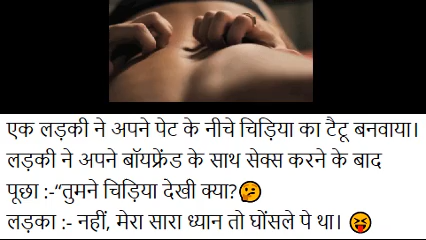 एक लड़की ने अपने पेट के नीचे चिड़िया का टैटू बनवाया।
लड़की ने अपने बॉयफ्रेंड के साथ सेक्स करने के बाद
पूछा :-“तुमने चिड़िया देखी क्या?🤔
लड़का :- नहीं, मेरा सारा ध्यान तो घोंसले पे था। 😝